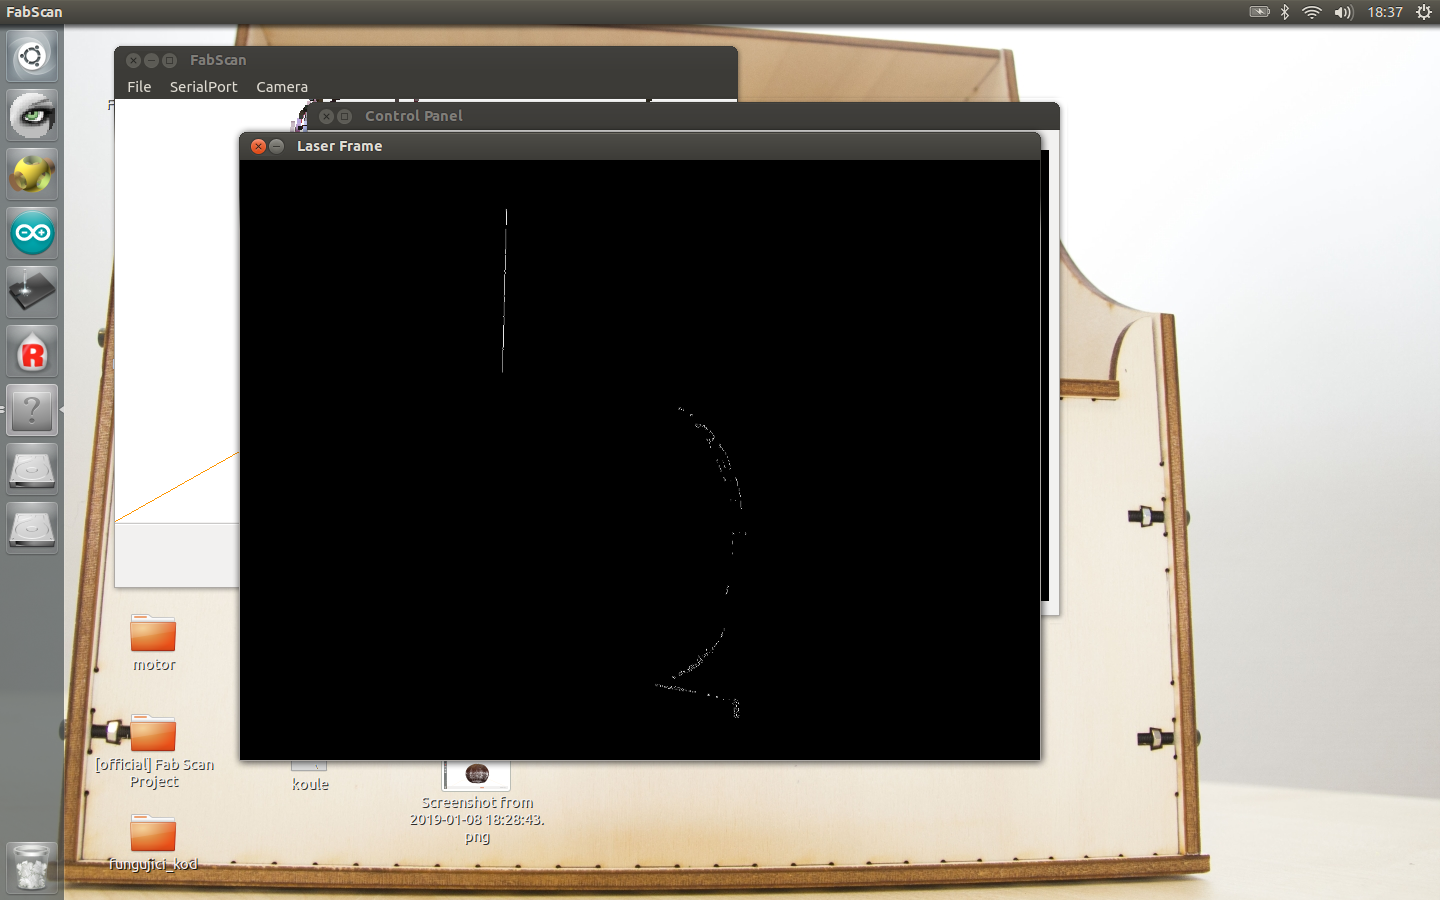 FabScan
18:37
FabScan
File SerialPort Camera
Control Panel
Laser Frame
motor
[official] Fab Scan
Project
koule
Screenshot from
2019-01-08 18:28:43.
png
fungujici_kod